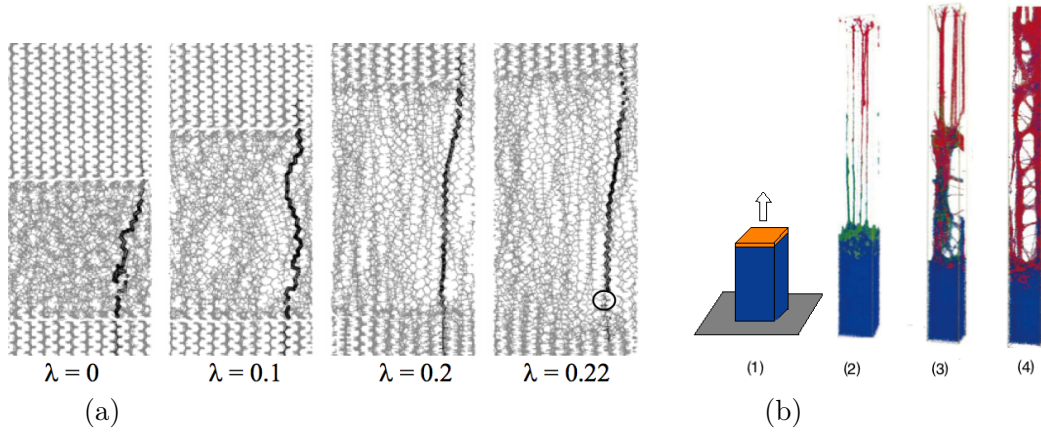 λ = 0
λ = 0.1
λ = 0.2
λ = 0.22
(1)
(2)
(3)
(4)
(a)
(b)